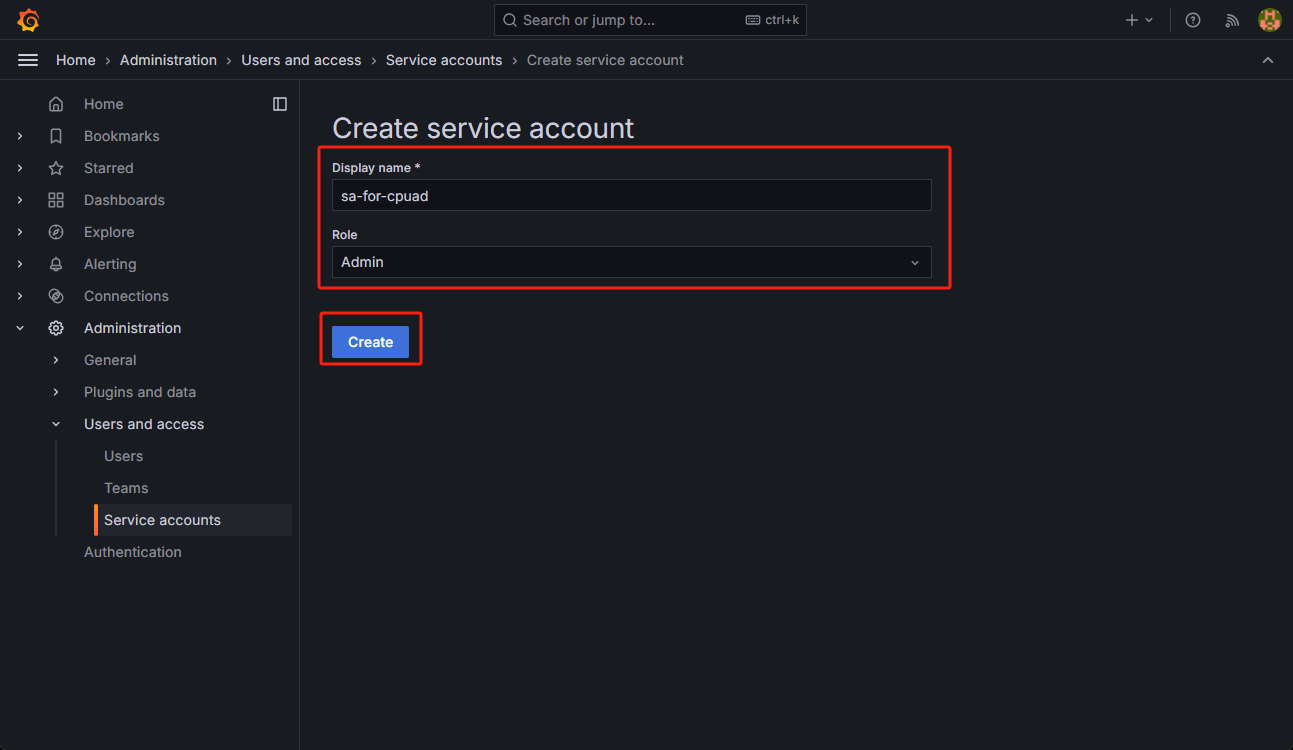 Search or jump to... ctrl+k
Home › Administration › Users and access › Service accounts › Create service account
Home
Bookmarks
Starred
Dashboards
Explore
Alerting
Connections
Administration
General
Plugins and data
Users and access
Users
Teams
Service accounts
Authentication
Create service account
Display name *
sa-for-cpuad
Role
Admin
Create